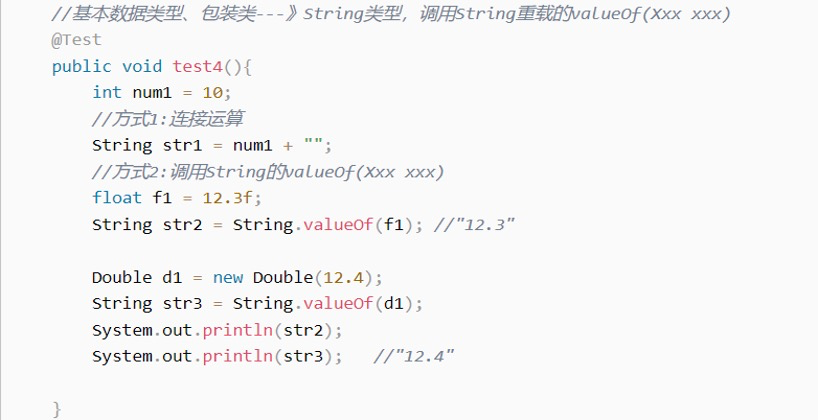 //基本数据类型、包装类---》String类型，调用String重载的valueOf(Xxx xxx)
@Test
public void test4(){
int num1 = 10;
//方式1:连接运算
String str1 = num1 + "";
//方式2:调用String的valueOf(Xxx xxx)
float f1 = 12.3f;
String str2 = String.valueOf(f1); //"12.3"
Double d1 = new Double(12.4);
String str3 = String.valueOf(d1);
System.out.println(str2);
System.out.println(str3);   //"12.4"
}